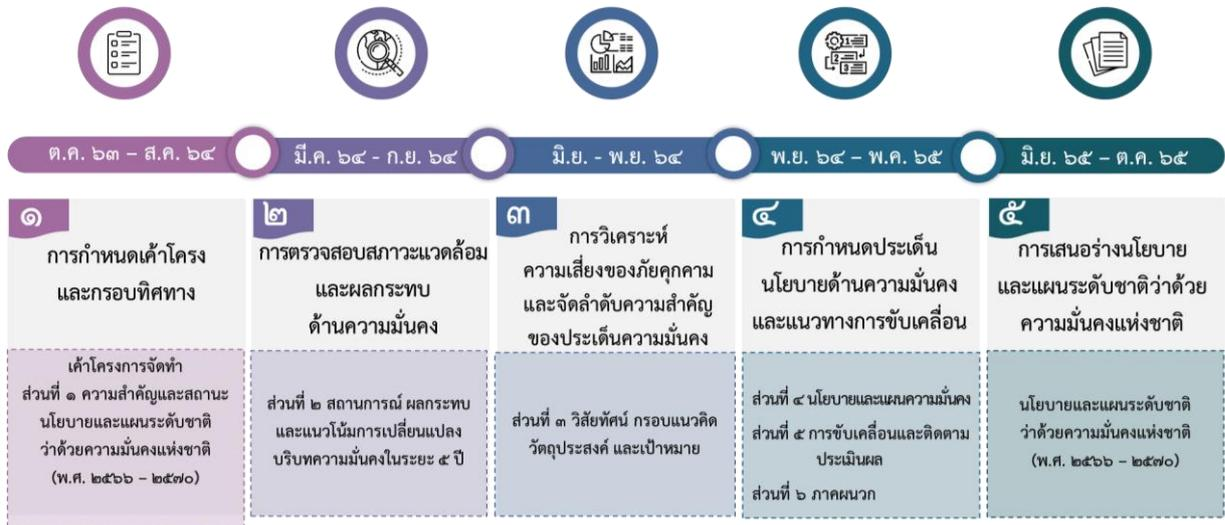 ต.ค. ๖๓ – ส.ค. ๖๔
มี.ค. ๖๔ - ก.ย. ๖๔
มิ.ย. - พ.ย. ๖๔
พ.ย. ๖๔ – พ.ค. ๖๕
มิ.ย. ๖๕ – ต.ค. ๖๕
๑
การกำหนดเค้าโครง
และกรอบทิศทาง
เค้าโครงการจัดทำ
ส่วนที่ ๑ ความสำคัญและสถานะ
นโยบายและแผนระดับชาติ
ว่าด้วยความมั่นคงแห่งชาติ
(พ.ศ. ๒๕๖๖ – ๒๕๗๐)
๒
การตรวจสอบสภาวะแวดล้อม
และผลกระทบ
ด้านความมั่นคง
ส่วนที่ ๒ สถานการณ์ ผลกระทบ
และแนวโน้มการเปลี่ยนแปลง
บริบทความมั่นคงในระยะ ๕ ปี
๓
การวิเคราะห์
ความเสี่ยงของภัยคุกคาม
และจัดลำดับความสำคัญ
ของประเด็นความมั่นคง
ส่วนที่ ๓ วิสัยทัศน์ กรอบแนวคิด
วัตถุประสงค์ และเป้าหมาย
๔
การกำหนดประเด็น
นโยบายด้านความมั่นคง
และแนวทางการขับเคลื่อน
ส่วนที่ ๔ นโยบายและแผนความมั่นคง
ส่วนที่ ๕ การขับเคลื่อนและติดตาม
ประเมินผล
ส่วนที่ ๖ ภาคผนวก
๕
การเสนอร่างนโยบาย
และแผนระดับชาติว่าด้วย
ความมั่นคงแห่งชาติ
นโยบายและแผนระดับชาติ
ว่าด้วยความมั่นคงแห่งชาติ
(พ.ศ. ๒๕๖๖ – ๒๕๗๐)